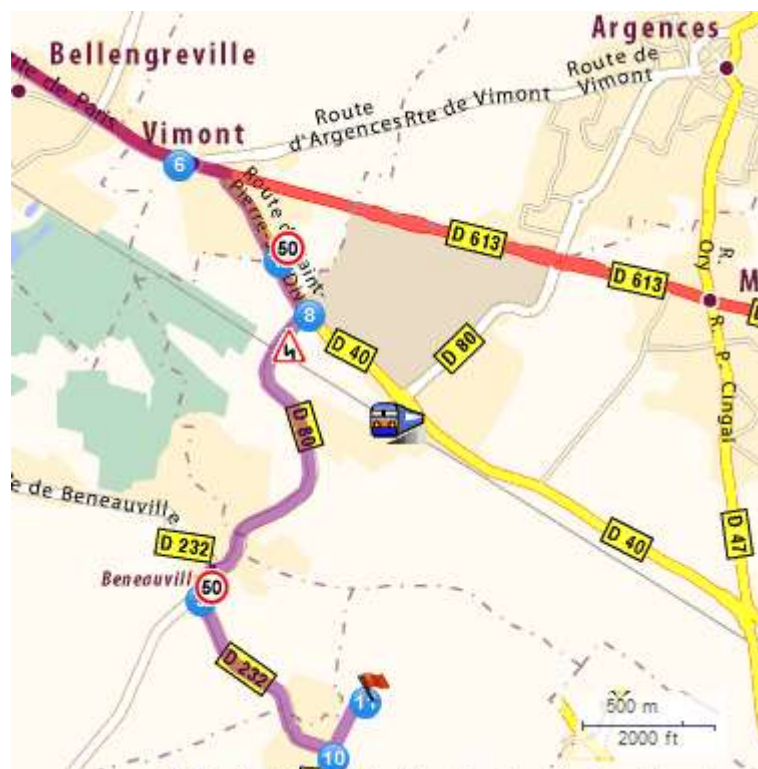 Argences
Bellengreville
Route de
Vimont
Route
d'Argences
Rte de Vimont
de Paris
Vimont
6
50
D 613
D 613
R.
Ory
8
D 40
D 80
R. P. Cingal
D 80
e de Beneauville
D 232
D 47
D 40
Beneauvill
50
D 232
11
500 m
2000 ft
10